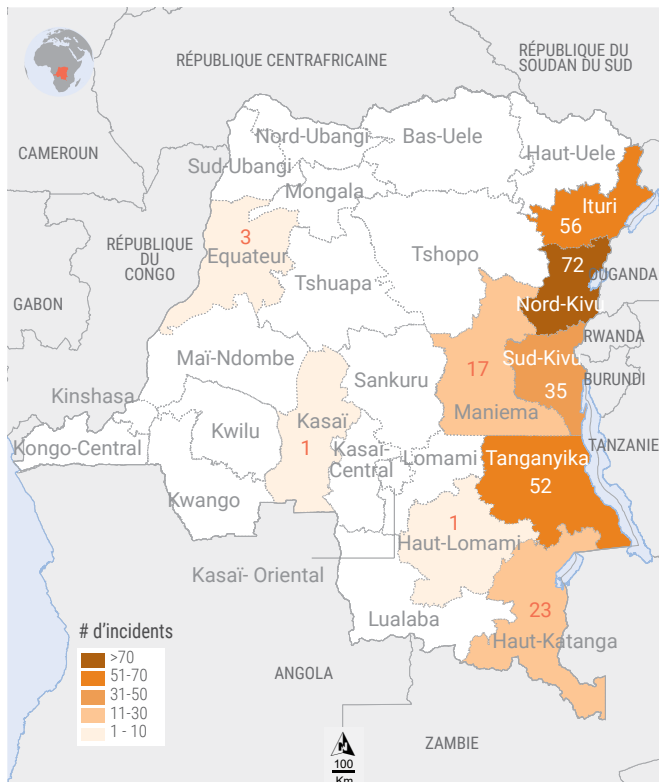 RÉPUBLIQUE CENTRAFRICAINE
RÉPUBLIQUE DU
SOUDAN DU SUD
CAMEROUN
Nord-Ubangi
Bas-Uele
Haut-Uele
Sud-Ubangi
Mongala
Ituri
56
3
Equateur
RÉPUBLIQUE
DU
CONGO
Tshopo
72
OUGANDA
Tshuapa
Nord-Kivu
GABON
RWANDA
Maï-Ndombe
Sud-Kivu
17
Sankuru
35
BURUNDI
Kinshasa
Kasaï
Maniema
Kongo-Central
Kwilu
1
Kasaï-
Central
Lomami
Tanganyika
TANZANIE
52
Kwango
1
Haut-Lomami
Kasaï- Oriental
23
Lualaba
Haut-Katanga
# d’incidents
>70
51-70
31-50
11-30
1 - 10
ANGOLA
ZAMBIE
N
100
Km